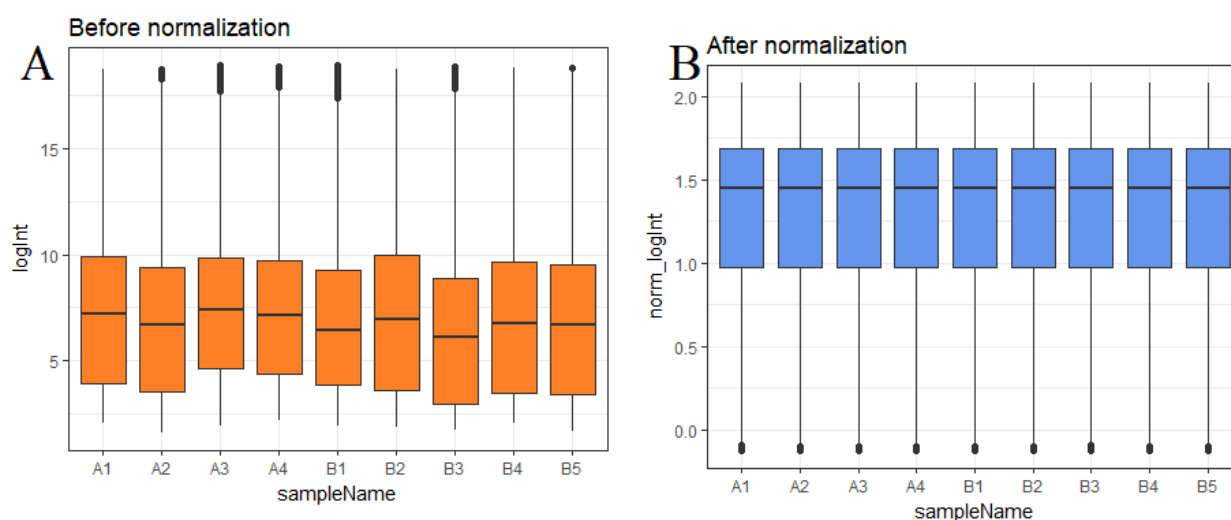 A
Before normalization
logInt
15
10
5
A1 A2 A3 A4 B1 B2 B3 B4 B5
sampleName
B
After normalization
norm_logInt
2.0
1.5
1.0
0.5
0.0
A1 A2 A3 A4 B1 B2 B3 B4 B5
sampleName